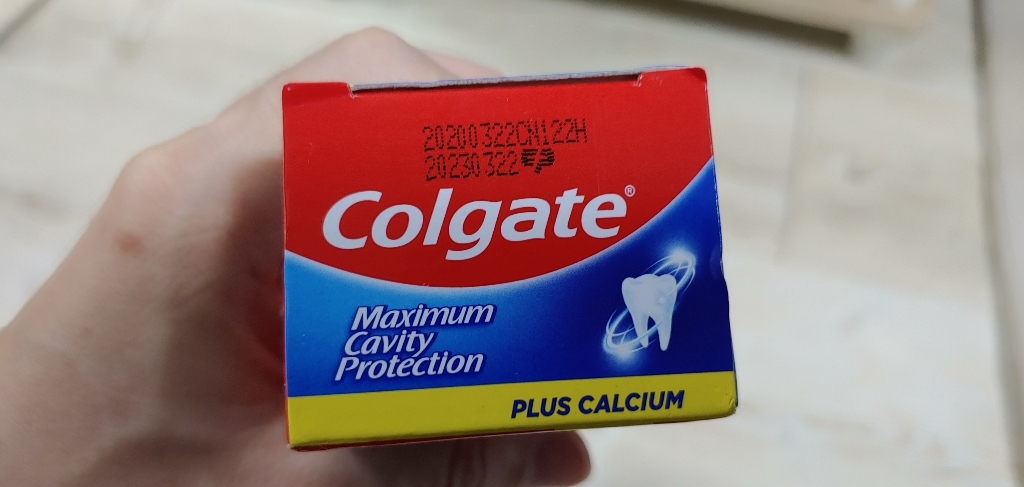 20200322CN122H
20230322
Colgate®
Maximum
Cavity
Protection
PLUS CALCIUM